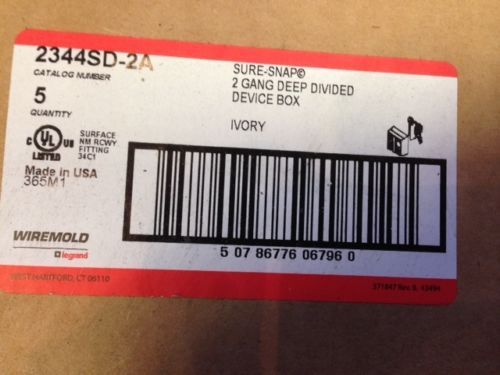 2344SD-2A
CATALOG NUMBER
5
QUANTITY
C UL US
LISTED
SURFACE
NM RCWY
FITTING
34C1
Made in USA
365M1
SURE-SNAP©
2 GANG DEEP DIVIDED
DEVICE BOX
IVORY
5 07 86776 06796 0
WIREMOLD
legrand
WEST HARTFORD, CT 06110